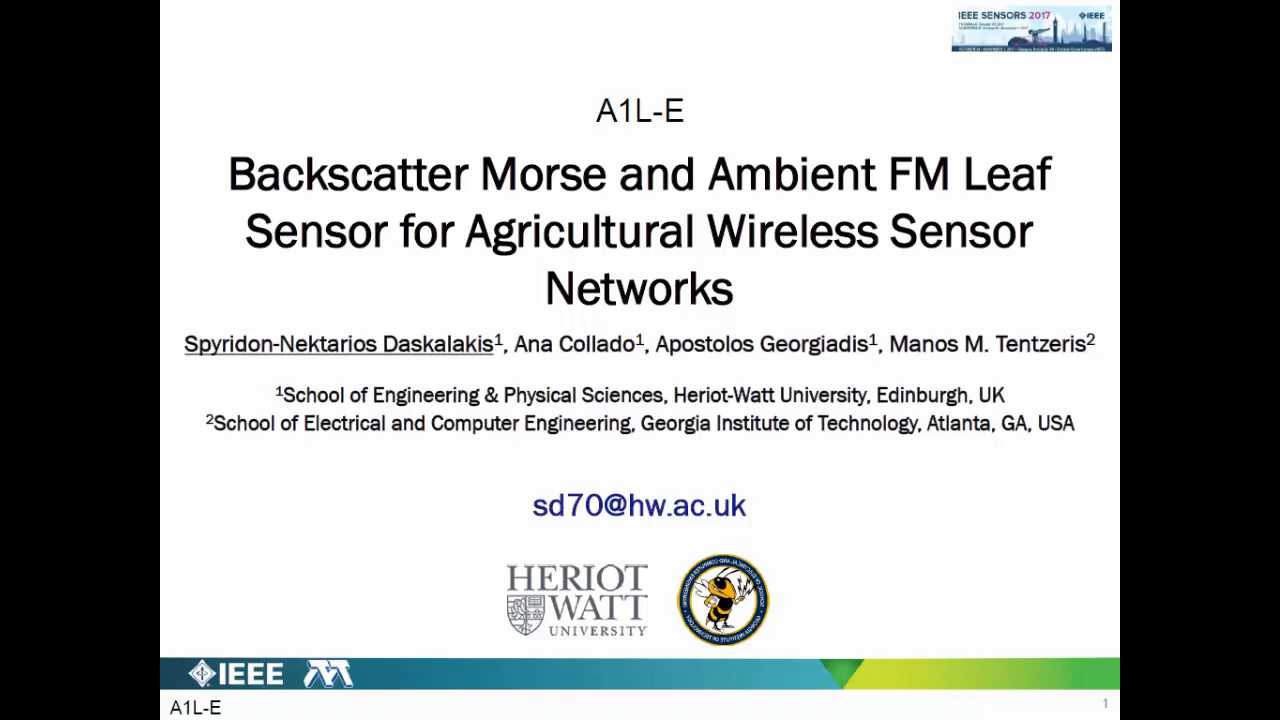 IEEE SENSORS 2017
IEEE
A1L-E
Backscatter Morse and Ambient FM Leaf
Sensor for Agricultural Wireless Sensor
Networks
Spyridon-Nektarios Daskalakis¹, Ana Collado¹, Apostolos Georgiadis¹, Manos M. Tentzeris²
¹School of Engineering & Physical Sciences, Heriot-Watt University, Edinburgh, UK
²School of Electrical and Computer Engineering, Georgia Institute of Technology, Atlanta, GA, USA
sd70@hw.ac.uk
HERIOT
WATT
UNIVERSITY
IEEE
A1L-E
1